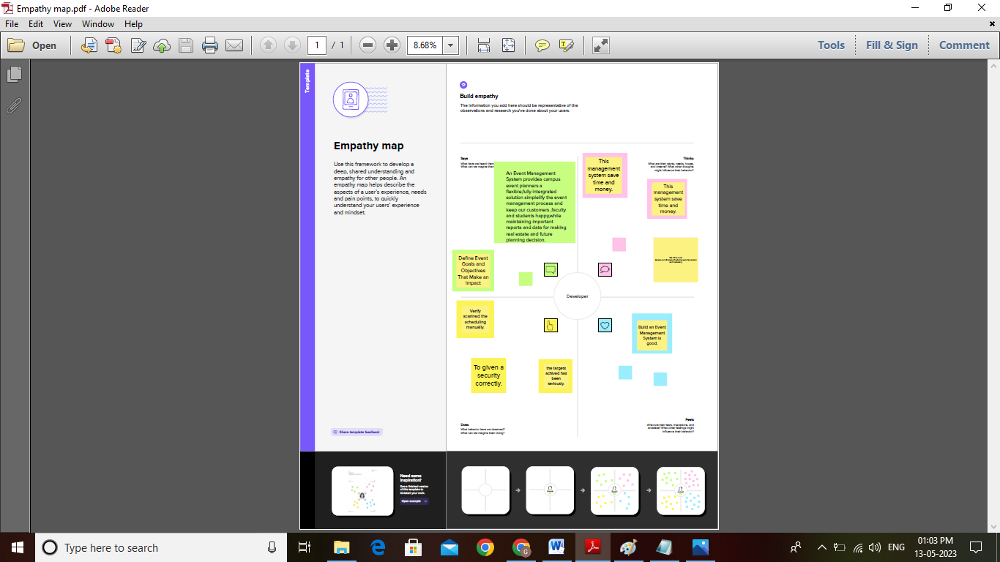 Empathy map.pdf - Adobe Reader
File Edit View Window Help
Open
1 / 1
8.68%
Tools Fill & Sign Comment
Template
Empathy map
Use this framework to develop a
deep, shared understanding and
empathy for other people. An
empathy map helps describe the
aspects of a user's experience, needs
and pain points, to quickly
understand your users' experience
and mindset.
Share template feedback
Build empathy
The information you add here should be representative of the
observations and research you've done about your users.
Says
What have we heard them
What can we imagine them
An Event Management
System provides campus
event planners a
flexible,fully intergrated
solution simplelify the event
management process and
keep our customers ,faculty
and students happy,while
maintaining important
reports and data for making
real estate and future
planning decision.
Define Event
Goals and
Objectives
That Make an
Impact
This
management
system save
time and
money.
Thinks
What are their wants, needs, hopes,
and dreams? What other thoughts
might influence their behavior?
This
management
system save
time and
money.
Developer
Verify
scanned the
scheduling
manually.
To given a
security
correctly.
the targets
achived has
been
seriously.
Build an Event
Management
System is
good.
Does
What behavior have we observed?
What can we imagine them doing?
Feels
What are their fears, frustrations, and
anxieties? What other feelings might
influence their behavior?
Need some
inspiration?
See a finished version
of this template to
kickstart your work.
Open example
Type here to search
ENG
01:03 PM
13-05-2023